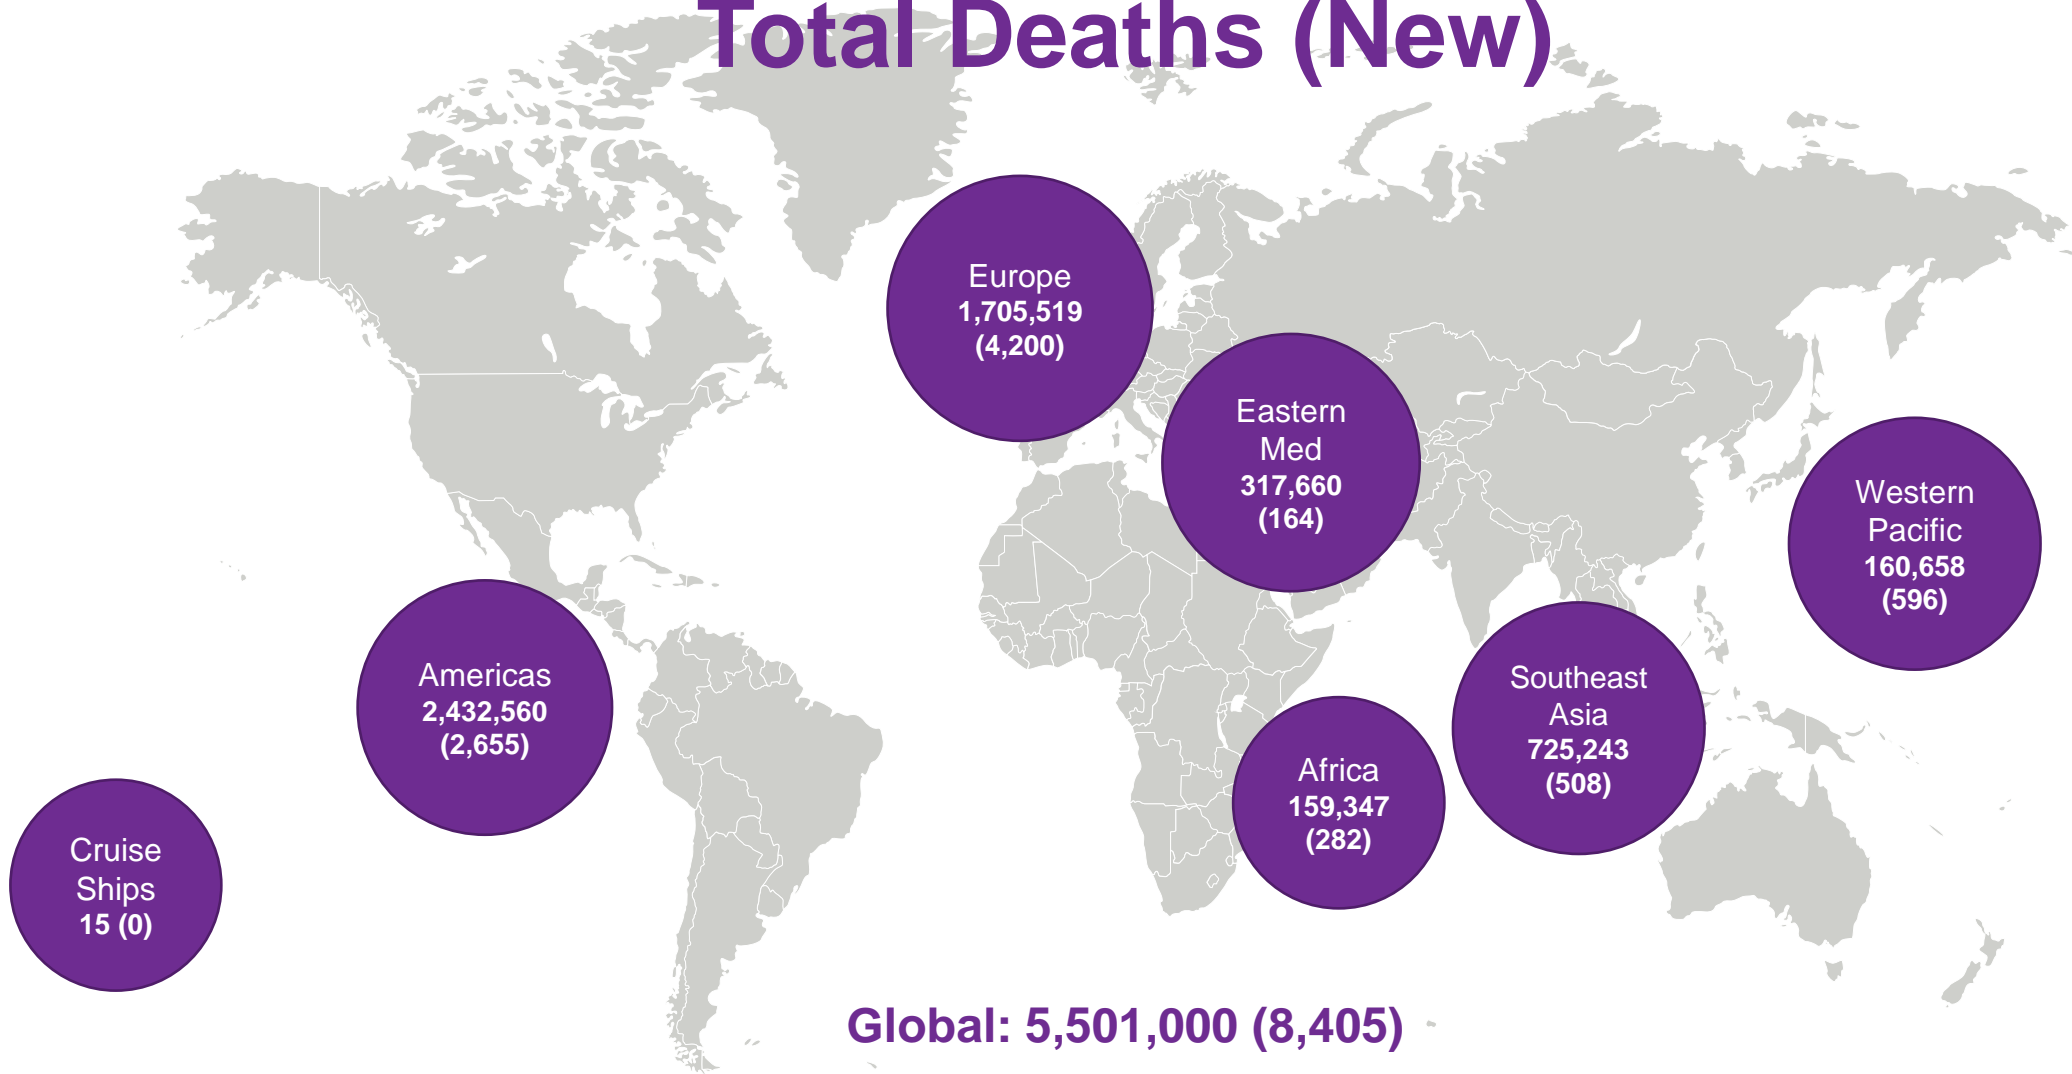 Total Deaths (New)
Europe
1,705,519
(4,200)
Eastern
Med
317,660
(164)
Western
Pacific
160,658
(596)
Americas
2,432,560
(2,655)
Southeast
Asia
725,243
(508)
Africa
159,347
(282)
Cruise
Ships
15 (0)
Global: 5,501,000 (8,405)